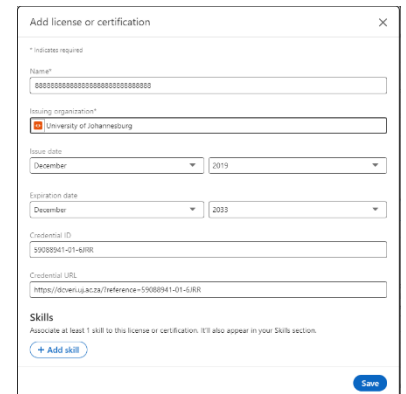 Add license or certification
* Indicates required
Name*
Issuing organization*
University of Johannesburg
Issue date
December 2019
Expiration date
December 2033
Credential ID
59088941-01-6JRR
Credential URL
https://dcveri.uj.ac.za/?reference=59088941-01-6JRR
Skills
Associate at least 1 skill to this license or certification. It'll also appear in your Skills section.
+ Add skill
Save